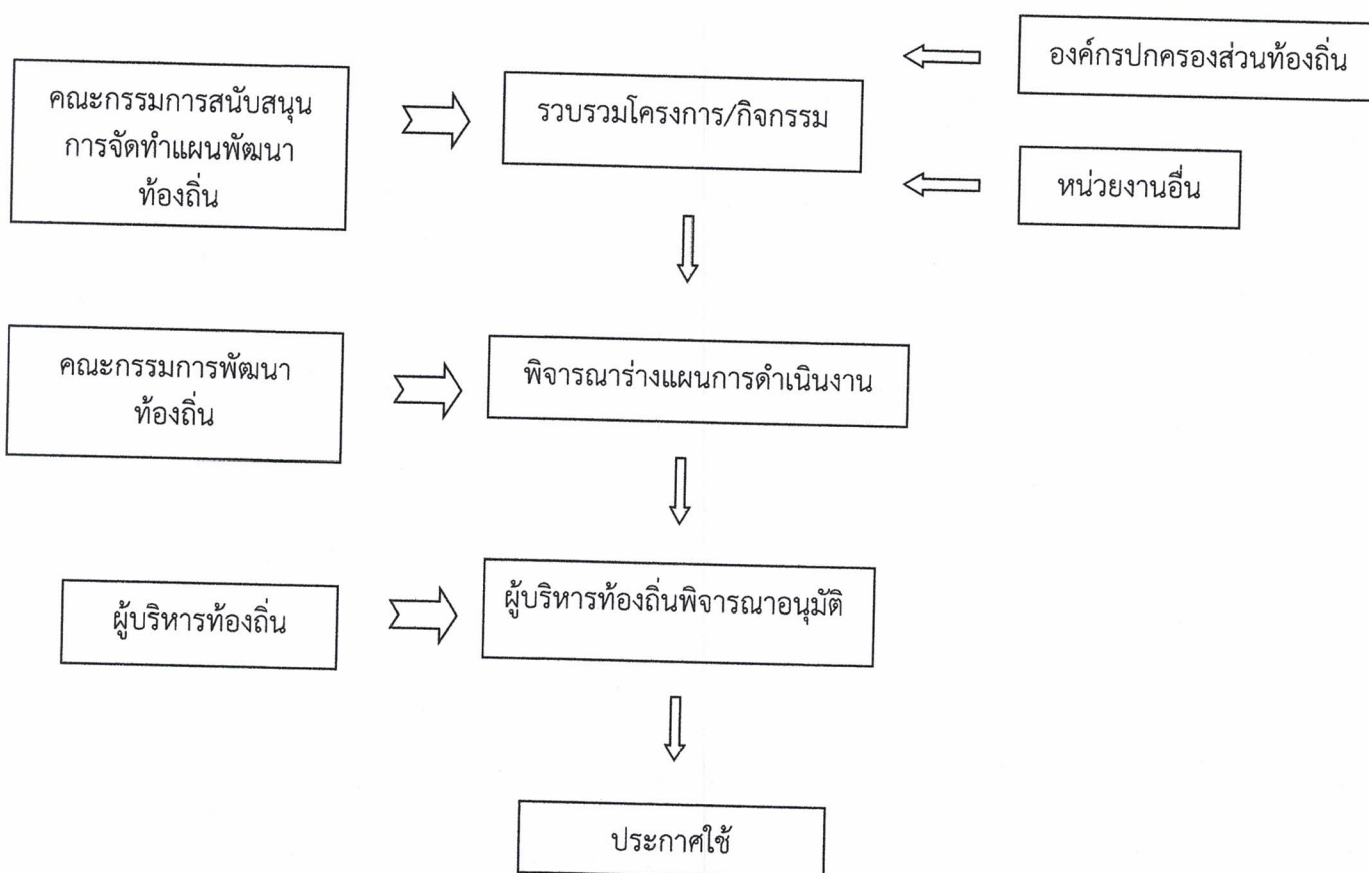 องค์กรปกครองส่วนท้องถิ่น
คณะกรรมการสนับสนุน
การจัดทำแผนพัฒนา
ท้องถิ่น
รวบรวมโครงการ/กิจกรรม
หน่วยงานอื่น
คณะกรรมการพัฒนา
ท้องถิ่น
พิจารณาร่างแผนการดำเนินงาน
ผู้บริหารท้องถิ่น
ผู้บริหารท้องถิ่นพิจารณาอนุมัติ
ประกาศใช้